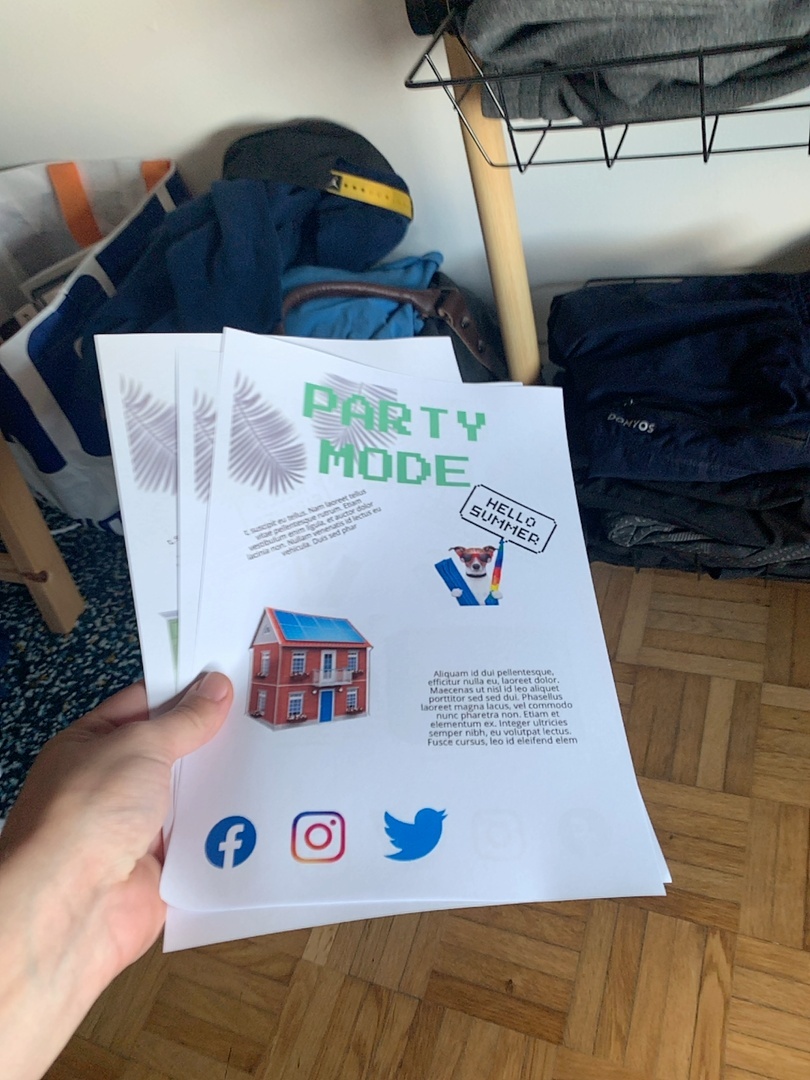 PARTY
MODE
HELLO
SUMMER
t, suscipit eu tellus. Nam laoreet tellus
vitae pellentesque rutrum. Etiam
vestibulum enim ligula, et auctor dolor
lacinia non. Nullam venenatis id lectus eu
vehicula. Duis sed phar
Aliquam id dui pellentesque,
efficitur nulla eu, laoreet dolor.
Maecenas ut nisl id leo aliquet
porttitor sed sed dui. Phasellus
laoreet magna lacus, vel commodo
nunc pharetra non. Etiam et
elementum ex. Integer ultricies
semper nibh, eu volutpat lectus.
Fusce cursus, leo id eleifend elem
DOMYOS